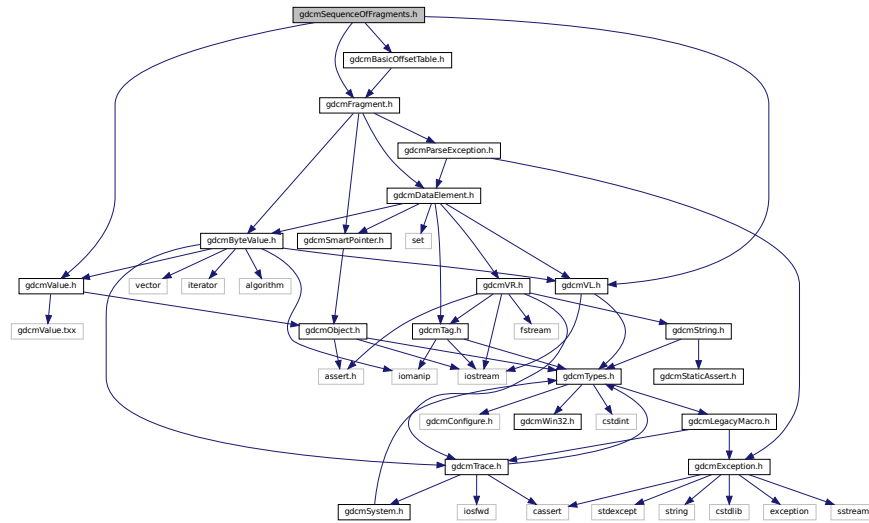 gdcmSequenceOfFragments.h
gdcmBasicOffsetTable.h
gdcmFragment.h
gdcmParseException.h
gdcmDataElement.h
gdcmByteValue.h
gdcmSmartPointer.h
set
gdcmValue.h
vector
iterator
algorithm
gdcmVR.h
gdcmVL.h
gdcmValue.txx
gdcmObject.h
gdcmTag.h
fstream
gdcmString.h
assert.h
iomanip
iostream
gdcmTypes.h
gdcmStaticAssert.h
gdcmConfigure.h
gdcmWin32.h
cstdint
gdcmLegacyMacro.h
gdcmTrace.h
gdcmException.h
gdcmSystem.h
iosfwd
cassert
stdexcept
string
cstdlib
exception
sstream